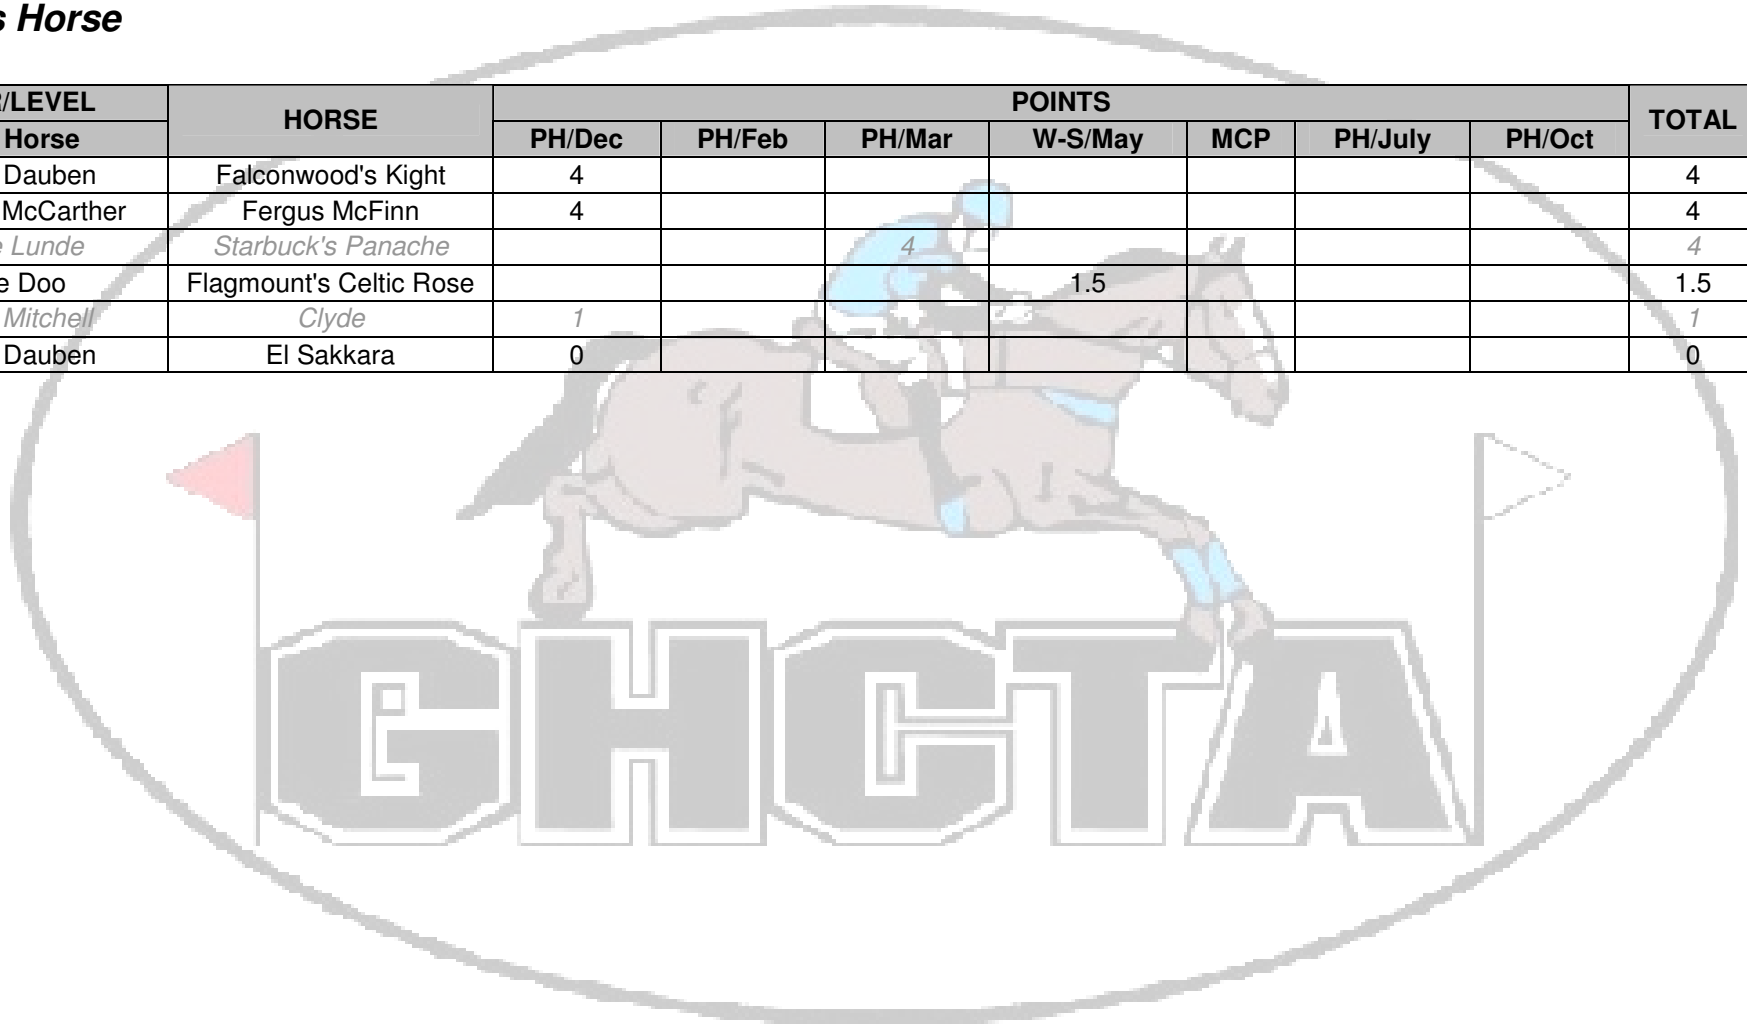 s Horse
R/LEVEL HORSE POINTS TOTAL
Horse PH/Dec PH/Feb PH/Mar W-S/May MCP PH/July PH/Oct
Dauben Falconwood's Kight 4 4
McCarther Fergus McFinn 4 4
e Lunde Starbuck's Panache 4 4
e Doo Flagmount's Celtic Rose 1.5 1.5
Mitchell Clyde 1 1
Dauben El Sakkara 0 0
GHCTA